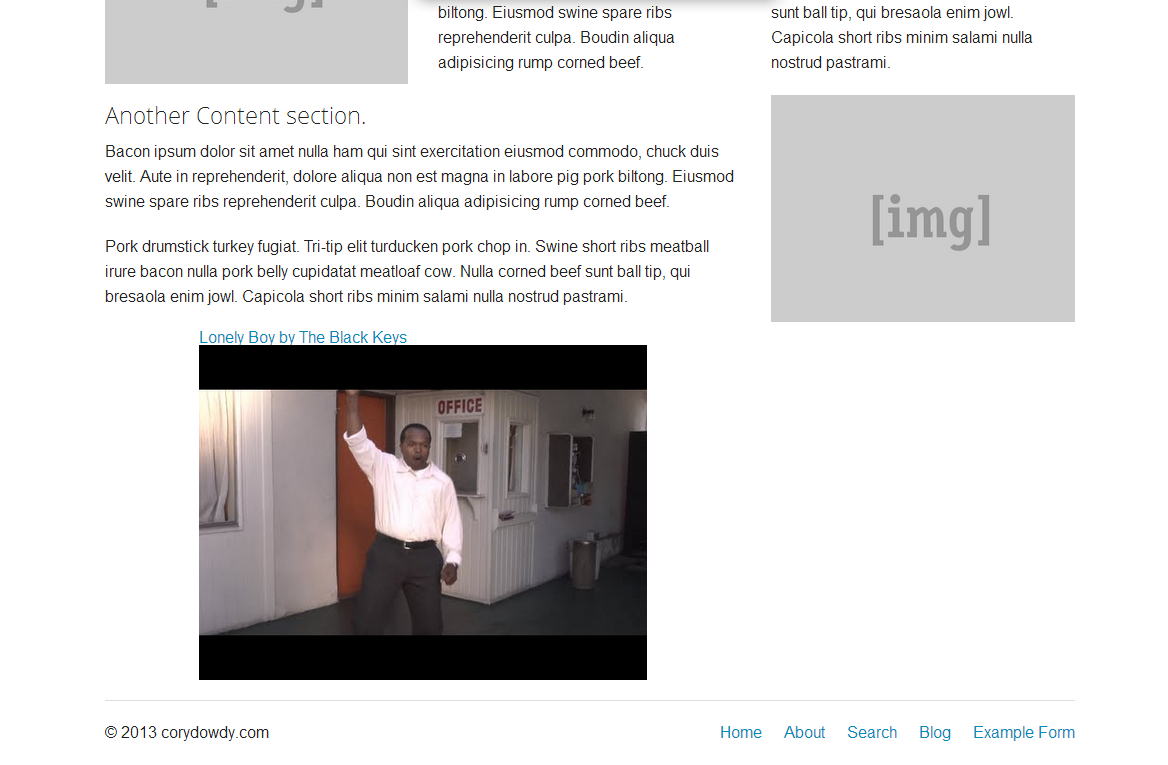 [img]
biltong. Eiusmod swine spare ribs
reprehenderit culpa. Boudin aliqua
adipisicing rump corned beef.
sunt ball tip, qui bresaola enim jowl.
Capicola short ribs minim salami nulla
nostrud pastrami.
Another Content section.
Bacon ipsum dolor sit amet nulla ham qui sint exercitation eiusmod commodo, chuck duis
velit. Aute in reprehenderit, dolore aliqua non est magna in labore pig pork biltong. Eiusmod
swine spare ribs reprehenderit culpa. Boudin aliqua adipisicing rump corned beef.
Pork drumstick turkey fugiat. Tri-tip elit turducken pork chop in. Swine short ribs meatball
irure bacon nulla pork belly cupidatat meatloaf cow. Nulla corned beef sunt ball tip, qui
bresaola enim jowl. Capicola short ribs minim salami nulla nostrud pastrami.
[img]
Lonely Boy by The Black Keys
OFFICE
© 2013 corydowdy.com
Home About Search Blog Example Form